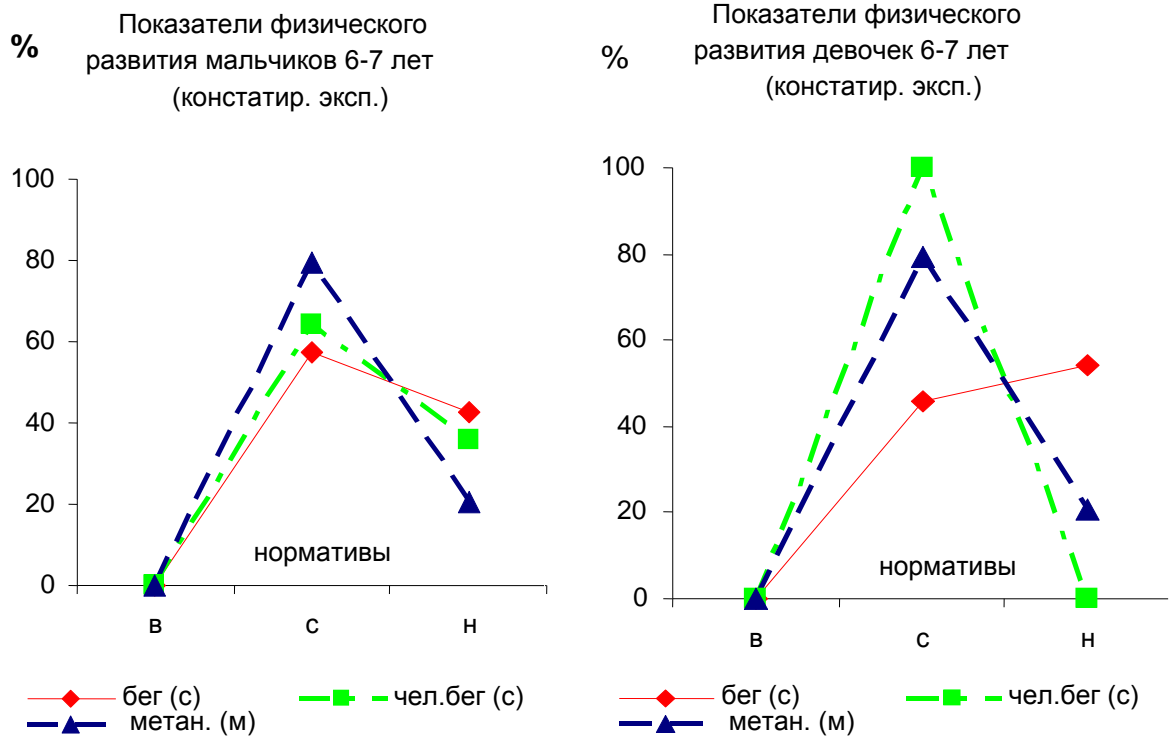 Показатели физического
развития мальчиков 6-7 лет
(констатир. эксп.)
%
100
80
60
40
20
0
нормативы
в с н
бег (с) чел.бег (с)
метан. (м)
Показатели физического
развития девочек 6-7 лет
(констатир. эксп.)
%
100
80
60
40
20
0
нормативы
в с н
бег (с) чел.бег (с)
метан. (м)